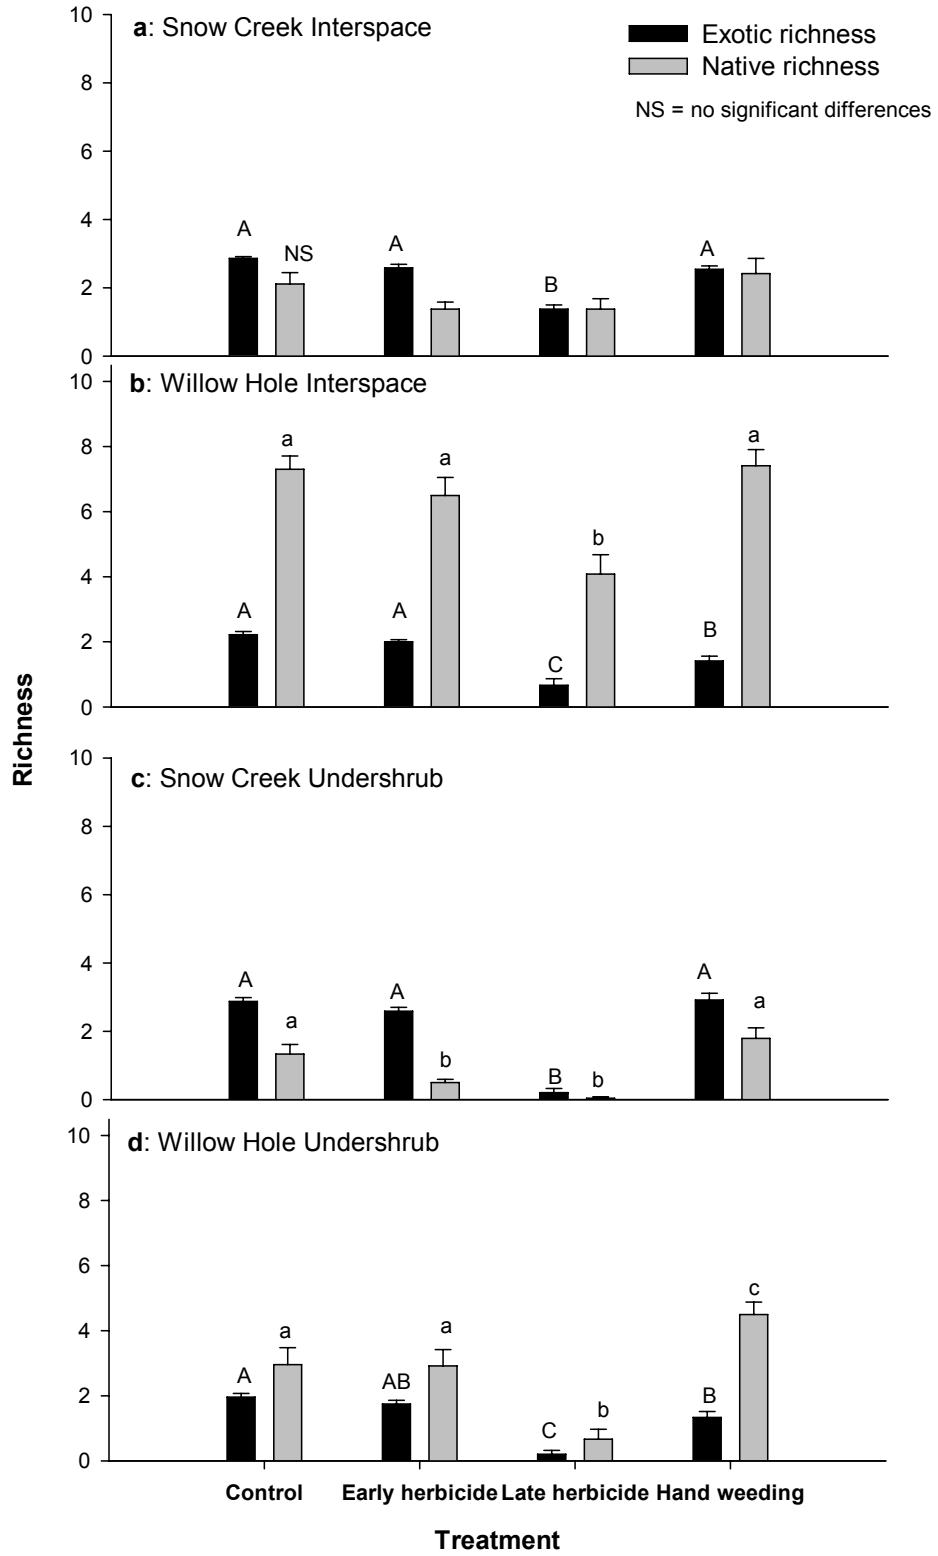 a: Snow Creek Interspace
Exotic richness
Native richness
NS = no significant differences
10
8
6
4
2
0
A
NS
A
B
A
b: Willow Hole Interspace
10
8
6
4
2
0
A
a
A
a
C
b
B
a
Richness
c: Snow Creek Undershrub
10
8
6
4
2
0
A
a
A
b
B
b
A
a
d: Willow Hole Undershrub
10
8
6
4
2
0
A
a
AB
a
C
b
B
c
Control Early herbicide Late herbicide Hand weeding
Treatment